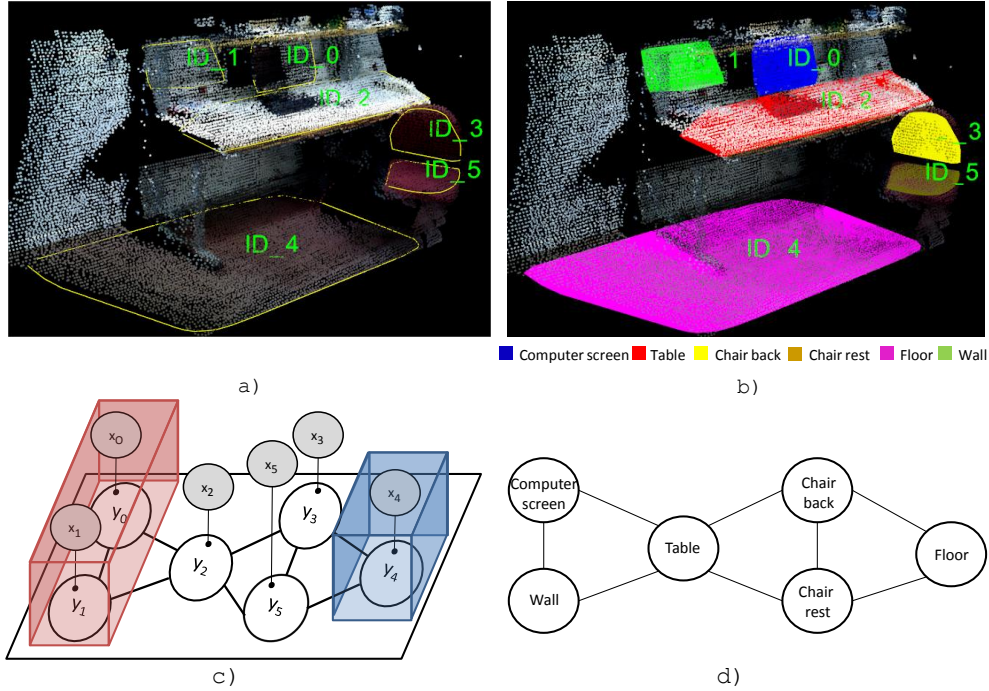 ID_1
ID_0
ID_2
ID_3
ID_5
ID_4
1
ID_0
ID_2
3
ID_5
ID_4
Computer screen Table Chair back Chair rest Floor Wall
a)
b)
x0
x1
x2
x5
x3
x4
y0
y1
y2
y3
y4
y5
c)
Computer
screen
Wall
Table
Chair
back
Chair
rest
Floor
d)